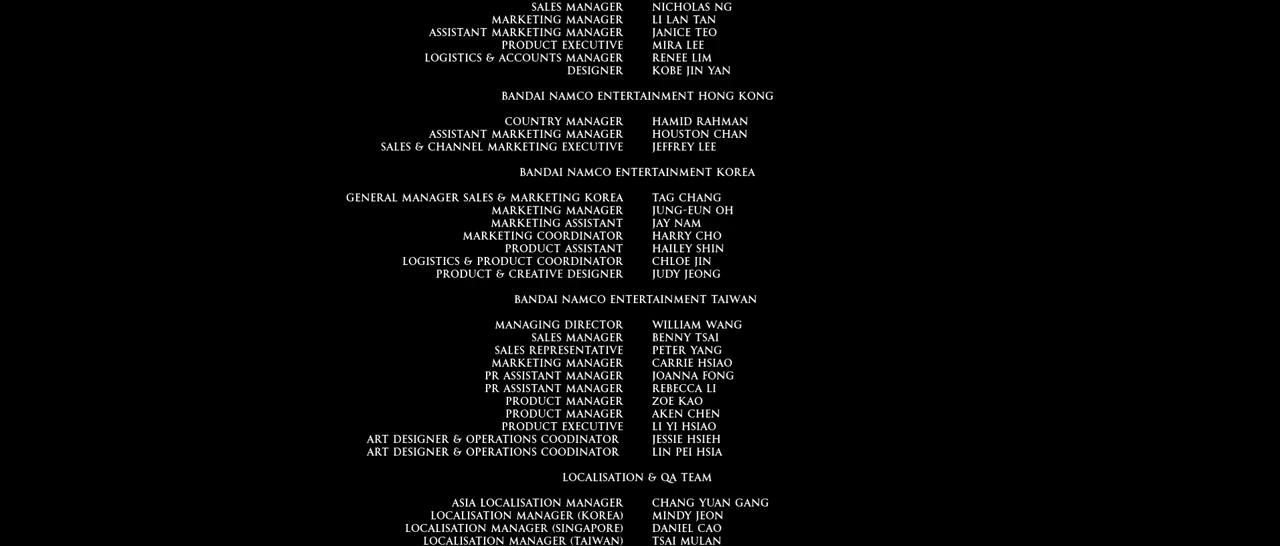 SALES MANAGER NICHOLAS NG
MARKETING MANAGER LI LAN TAN
ASSISTANT MARKETING MANAGER JANICE TEO
PRODUCT EXECUTIVE MIRA LEE
LOGISTICS & ACCOUNTS MANAGER RENEE LIM
DESIGNER KOBE JIN YAN
BANDAI NAMCO ENTERTAINMENT HONG KONG
COUNTRY MANAGER HAMID RAHMAN
ASSISTANT MARKETING MANAGER HOUSTON CHAN
SALES & CHANNEL MARKETING EXECUTIVE JEFFREY LEE
BANDAI NAMCO ENTERTAINMENT KOREA
GENERAL MANAGER SALES & MARKETING KOREA TAG CHANG
MARKETING MANAGER JUNG-EUN OH
MARKETING ASSISTANT JAY NAM
MARKETING COORDINATOR HARRY CHO
PRODUCT ASSISTANT HAILEY SHIN
LOGISTICS & PRODUCT COORDINATOR CHLOE JIN
PRODUCT & CREATIVE DESIGNER JUDY JEONG
BANDAI NAMCO ENTERTAINMENT TAIWAN
MANAGING DIRECTOR WILLIAM WANG
SALES MANAGER BENNY TSAI
SALES REPRESENTATIVE PETER YANG
MARKETING MANAGER CARRIE HSIAO
PR ASSISTANT MANAGER JOANNA FONG
PR ASSISTANT MANAGER REBECCA LI
PRODUCT MANAGER ZOE KAO
PRODUCT MANAGER AKEN CHEN
PRODUCT EXECUTIVE LI YI HSIAO
ART DESIGNER & OPERATIONS COODINATOR JESSIE HSIEH
ART DESIGNER & OPERATIONS COODINATOR LIN PEI HSIA
LOCALISATION & QA TEAM
ASIA LOCALISATION MANAGER CHANG YUAN GANG
LOCALISATION MANAGER (KOREA) MINDY JEON
LOCALISATION MANAGER (SINGAPORE) DANIEL CAO
LOCALISATION MANAGER (TAIWAN) TSAI MULAN